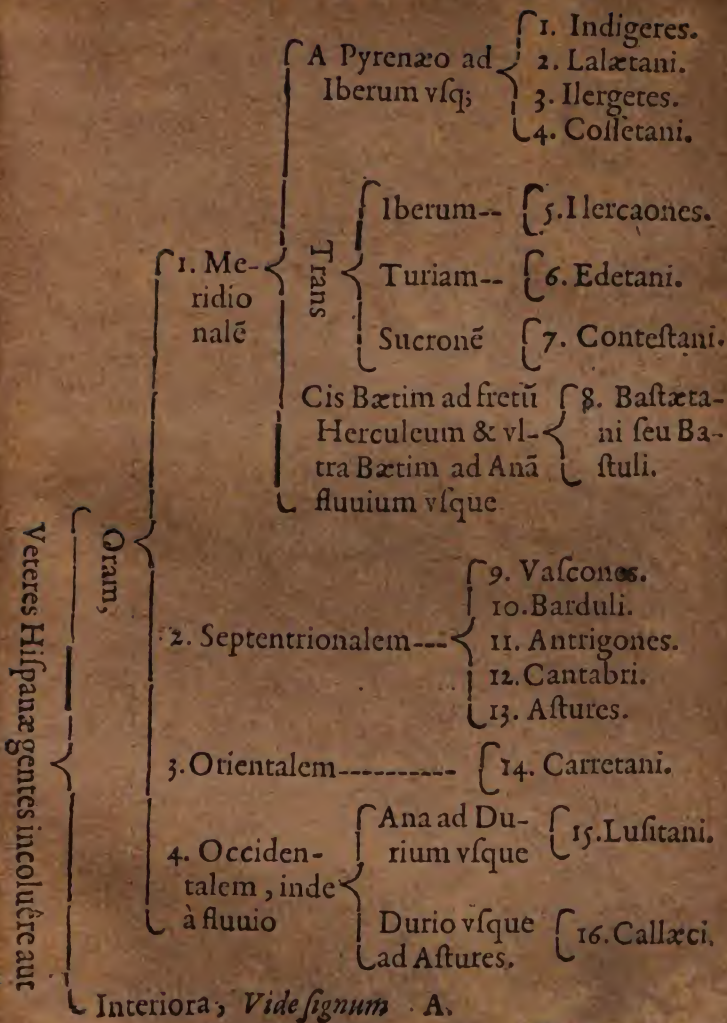 Veteres Hiſpanæ gentes incoluêre aut
Oram,
1. Me-
ridio
nalē
A Pyrenæo ad
Iberum vſq;
1. Indigeres.
2. Lalætani.
3. Ilergetes.
4. Coſſetani.
Trans
Iberum--
5. Ilercaones.
Turiam--
6. Edetani.
Sucronē
7. Conteſtani.
Cis Bætim ad fretū
Herculeum & vl-
tra Bætim ad Anā
fluuium vſque
8. Baſtæta-
ni ſeu Ba-
ſtuli.
2. Septentrionalem---
9. Vaſcones.
10. Barduli.
11. Antrigones.
12. Cantabri.
13. Aſtures.
3. Orientalem----------
14. Carretani.
4. Occiden-
talem, inde
à fluuio
Ana ad Du-
rium vſque
15. Luſitani.
Durio vſque
ad Aſtures.
16. Callæci.
Interiora, Vide ſignum A.